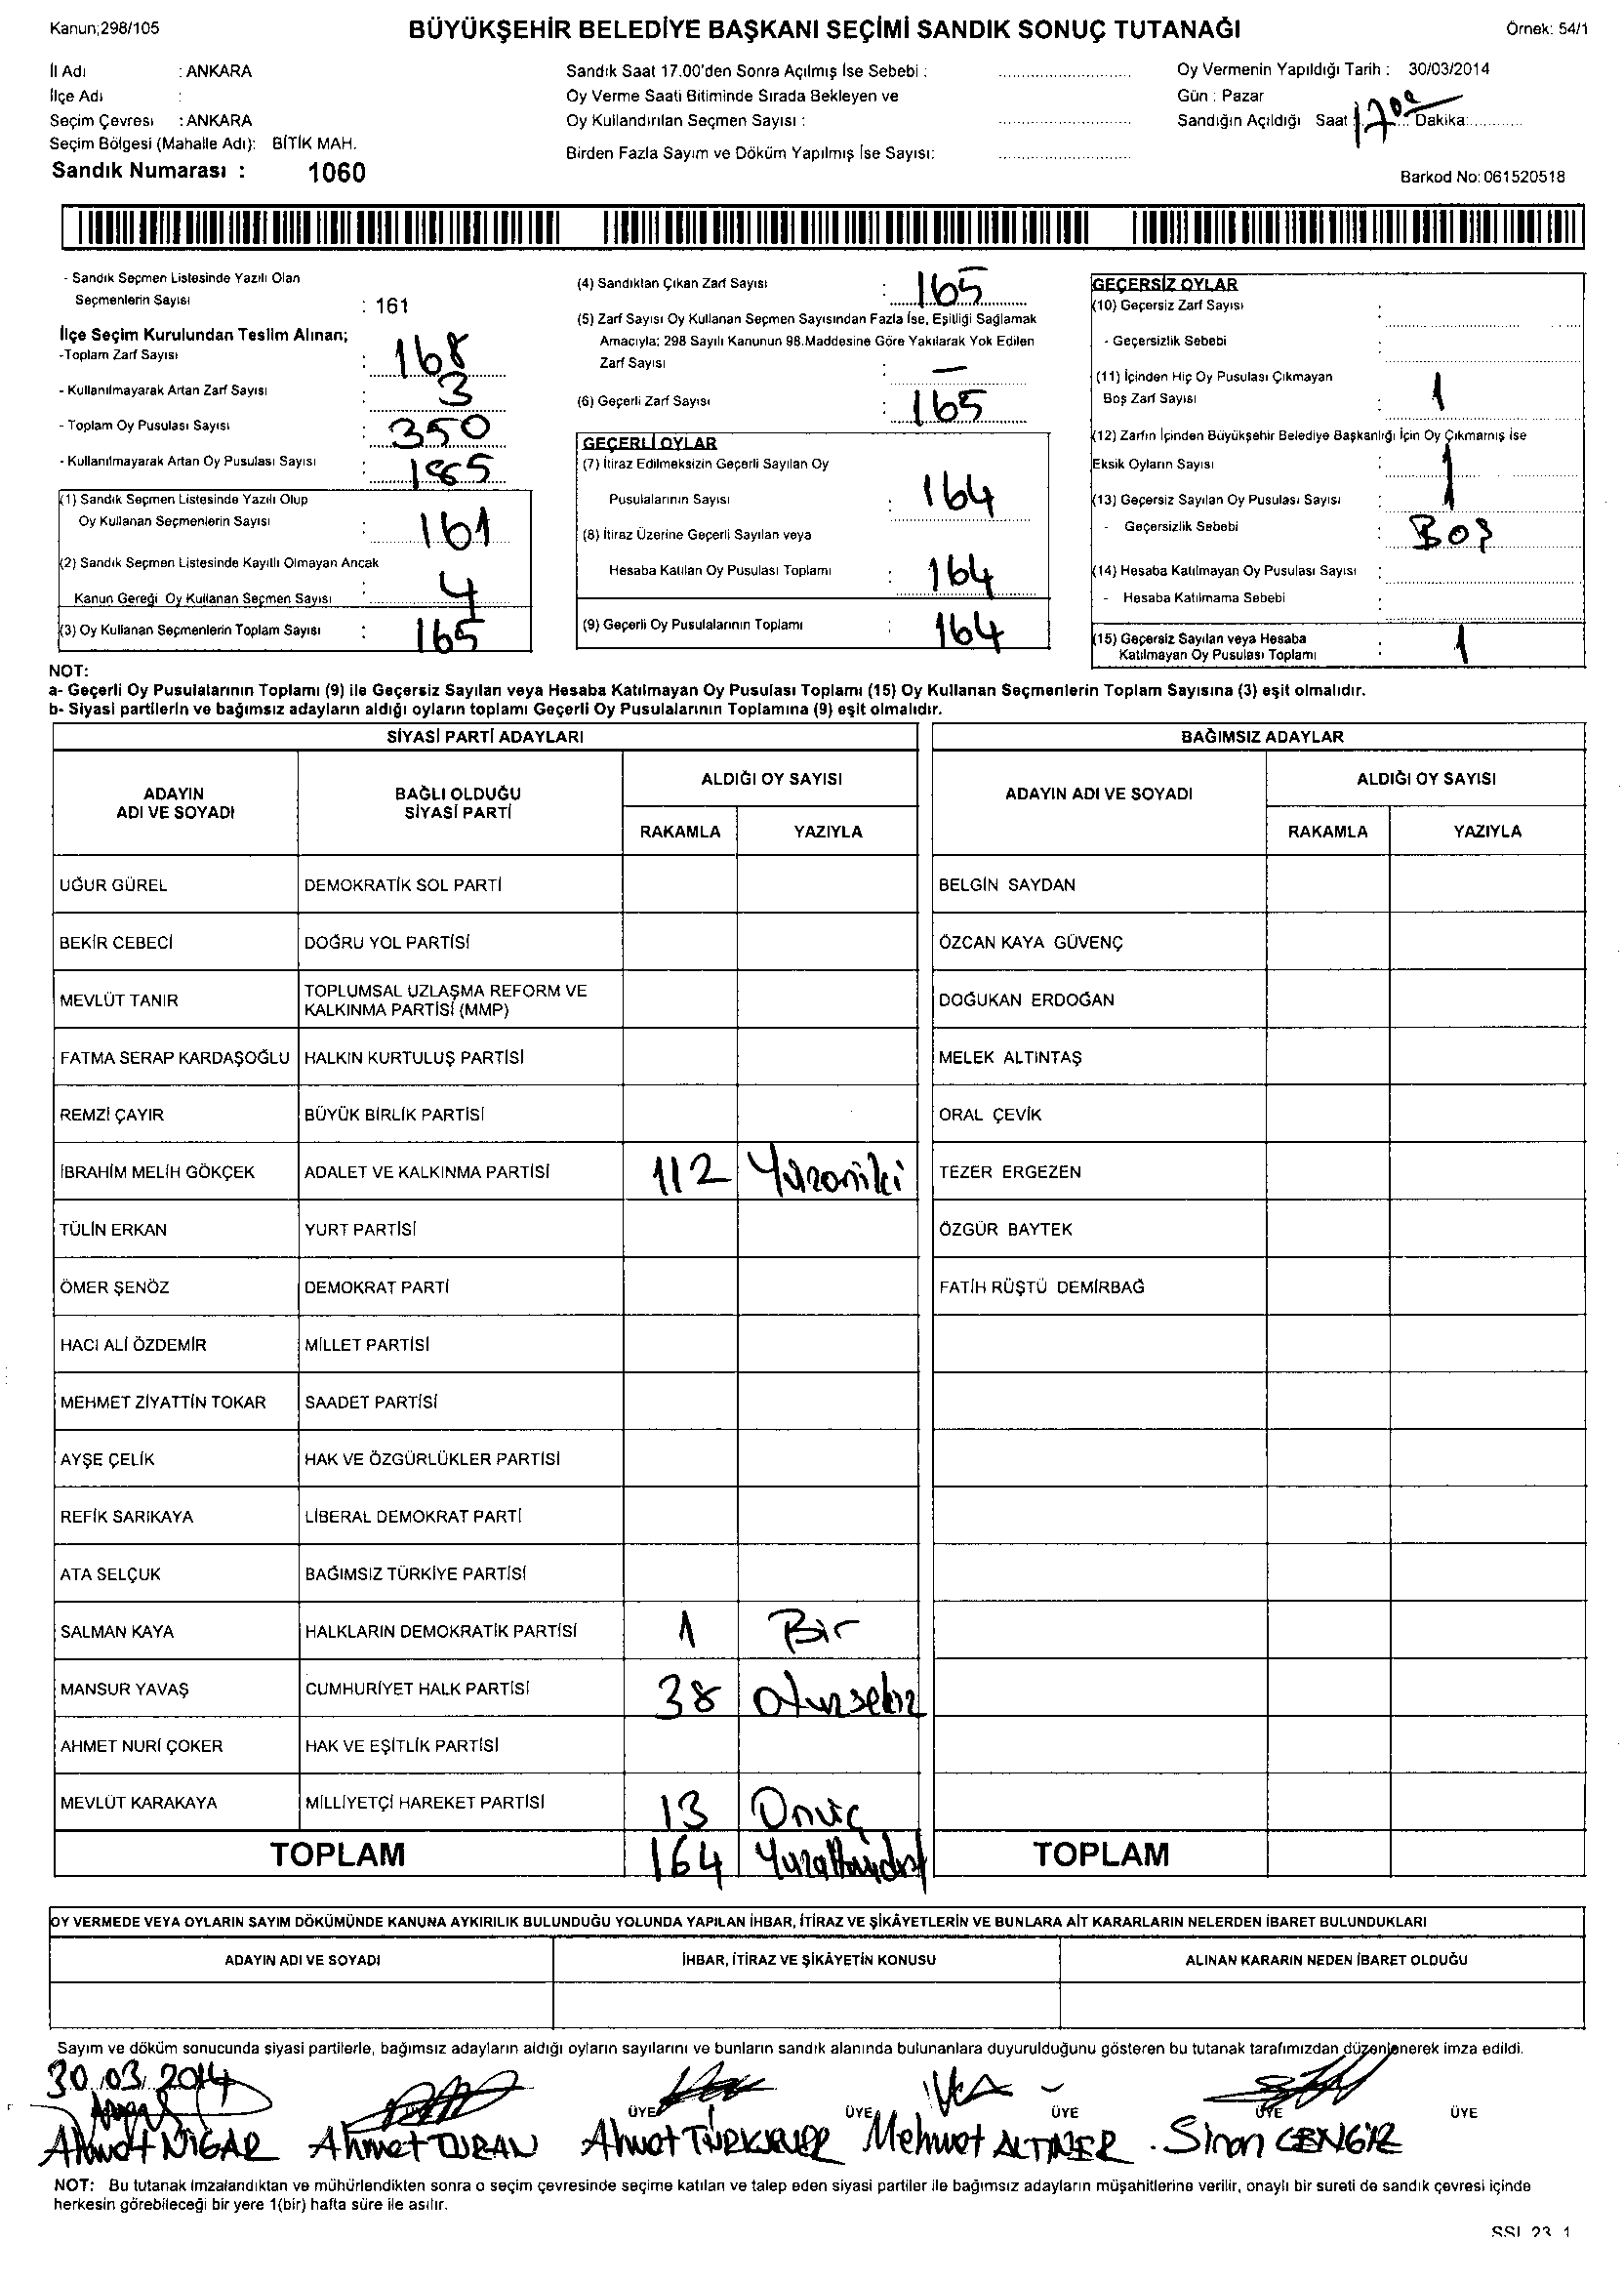 Kanun;298/105
BÜYÜKŞEHİR BELEDİYE BAŞKANI SEÇİMİ SANDIK SONUÇ TUTANAĞI
Örnek: 54/1
İl Adı : ANKARA
İlçe Adı :
Seçim Çevresi : ANKARA
Seçim Bölgesi (Mahalle Adı): BİTİK MAH.
Sandık Numarası : 1060
Sandık Saat 17.00'den Sonra Açılmış İse Sebebi :
Oy Verme Saati Bitiminde Sırada Bekleyen ve
Oy Kullandırılan Seçmen Sayısı :
Birden Fazla Sayım ve Döküm Yapılmış İse Sayısı:
Oy Vermenin Yapıldığı Tarih : 30/03/2014
Gün : Pazar
Sandığın Açıldığı Saat 17 00 Dakika:
Barkod No: 061520518
- Sandık Seçmen Listesinde Yazılı Olan
Seçmenlerin Sayısı : 161
İlçe Seçim Kurulundan Teslim Alınan;
-Toplam Zarf Sayısı : 168
- Kullanılmayarak Artan Zarf Sayısı : 3
- Toplam Oy Pusulası Sayısı : 350
- Kullanılmayarak Artan Oy Pusulası Sayısı : 185
(1) Sandık Seçmen Listesinde Yazılı Olup
Oy Kullanan Seçmenlerin Sayısı : 161
(2) Sandık Seçmen Listesinde Kayıtlı Olmayan Ancak
Kanun Gereği Oy Kullanan Seçmen Sayısı : 4
(3) Oy Kullanan Seçmenlerin Toplam Sayısı : 165
(4) Sandıktan Çıkan Zarf Sayısı : 165
(5) Zarf Sayısı Oy Kullanan Seçmen Sayısından Fazla İse, Eşitliği Sağlamak
Amacıyla; 298 Sayılı Kanunun 98.Maddesine Göre Yakılarak Yok Edilen
Zarf Sayısı : —
(6) Geçerli Zarf Sayısı : 165
GEÇERLİ OYLAR
(7) İtiraz Edilmeksizin Geçerli Sayılan Oy
Pusulalarının Sayısı : 164
(8) İtiraz Üzerine Geçerli Sayılan veya
Hesaba Katılan Oy Pusulası Toplamı : 164
(9) Geçerli Oy Pusulalarının Toplamı : 164
GEÇERSİZ OYLAR
(10) Geçersiz Zarf Sayısı :
- Geçersizlik Sebebi :
(11) İçinden Hiç Oy Pusulası Çıkmayan
Boş Zarf Sayısı : 1
(12) Zarfın İçinden Büyükşehir Belediye Başkanlığı İçin Oy Çıkmamış ise
Eksik Oyların Sayısı : 1
(13) Geçersiz Sayılan Oy Pusulası Sayısı :
- Geçersizlik Sebebi : Boş
(14) Hesaba Katılmayan Oy Pusulası Sayısı :
- Hesaba Katılmama Sebebi :
(15) Geçersiz Sayılan veya Hesaba
Katılmayan Oy Pusulası Toplamı : 1
NOT:
a- Geçerli Oy Pusulalarının Toplamı (9) ile Geçersiz Sayılan veya Hesaba Katılmayan Oy Pusulası Toplamı (15) Oy Kullanan Seçmenlerin Toplam Sayısına (3) eşit olmalıdır.
b- Siyasi partilerin ve bağımsız adayların aldığı oyların toplamı Geçerli Oy Pusulalarının Toplamına (9) eşit olmalıdır.
SİYASİ PARTİ ADAYLARI
ADAYIN ADI VE SOYADI
BAĞLI OLDUĞU SİYASİ PARTİ
ALDIĞI OY SAYISI
RAKAMLA YAZIYLA
UĞUR GÜREL DEMOKRATİK SOL PARTİ
BEKİR CEBECİ DOĞRU YOL PARTİSİ
MEVLÜT TANIR TOPLUMSAL UZLAŞMA REFORM VE
KALKINMA PARTİSİ (MMP)
FATMA SERAP KARDAŞOĞLU HALKIN KURTULUŞ PARTİSİ
REMZİ ÇAYIR BÜYÜK BİRLİK PARTİSİ
İBRAHİM MELİH GÖKÇEK ADALET VE KALKINMA PARTİSİ 112 Yüzoniki
TÜLİN ERKAN YURT PARTİSİ
ÖMER ŞENÖZ DEMOKRAT PARTİ
HACI ALİ ÖZDEMİR MİLLET PARTİSİ
MEHMET ZİYATTİN TOKAR SAADET PARTİSİ
AYŞE ÇELİK HAK VE ÖZGÜRLÜKLER PARTİSİ
REFİK SARIKAYA LİBERAL DEMOKRAT PARTİ
ATA SELÇUK BAĞIMSIZ TÜRKİYE PARTİSİ
SALMAN KAYA HALKLARIN DEMOKRATİK PARTİSİ 1 Bir
MANSUR YAVAŞ CUMHURİYET HALK PARTİSİ 38 Otuzsekiz
AHMET NURİ ÇOKER HAK VE EŞİTLİK PARTİSİ
MEVLÜT KARAKAYA MİLLİYETÇİ HAREKET PARTİSİ 13 Onüç
TOPLAM 164 Yüzaltmışdört
BAĞIMSIZ ADAYLAR
ADAYIN ADI VE SOYADI
ALDIĞI OY SAYISI
RAKAMLA YAZIYLA
BELGİN SAYDAN
ÖZCAN KAYA GÜVENÇ
DOĞUKAN ERDOĞAN
MELEK ALTINTAŞ
ORAL ÇEVİK
TEZER ERGEZEN
ÖZGÜR BAYTEK
FATİH RÜŞTÜ DEMİRBAĞ
TOPLAM
OY VERMEDE VEYA OYLARIN SAYIM DÖKÜMÜNDE KANUNA AYKIRILIK BULUNDUĞU YOLUNDA YAPILAN İHBAR, İTİRAZ VE ŞİKÂYETLERİN VE BUNLARA AİT KARARLARIN NELERDEN İBARET BULUNDUKLARI
ADAYIN ADI VE SOYADI İHBAR, İTİRAZ VE ŞİKÂYETİN KONUSU ALINAN KARARIN NEDEN İBARET OLDUĞU
Sayım ve döküm sonucunda siyasi partilerle, bağımsız adayların aldığı oyların sayılarını ve bunların sandık alanında bulunanlara duyurulduğunu gösteren bu tutanak tarafımızdan düzenlenerek imza edildi.
30.03.2014
ÜYE ÜYE ÜYE ÜYE ÜYE
Ahmet NİGAR Ahmet TURAN Ahmet Mehmet ALTINER Sinan CENGİZ
NOT: Bu tutanak imzalandıktan ve mühürlendikten sonra o seçim çevresinde seçime katılan ve talep eden siyasi partiler ile bağımsız adayların müşahitlerine verilir, onaylı bir sureti de sandık çevresi içinde
herkesin görebileceği bir yere 1(bir) hafta süre ile asılır.